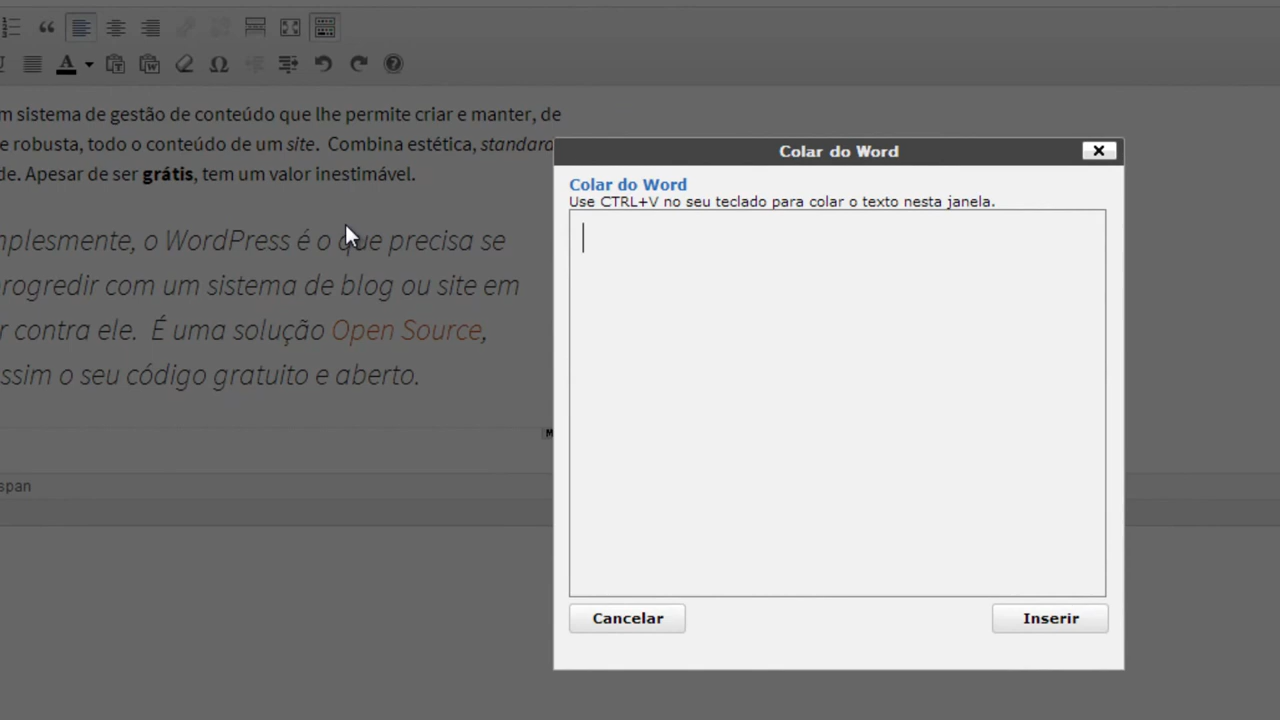 m sistema de gestão de conteúdo que lhe permite criar e manter, de
e robusta, todo o conteúdo de um site. Combina estética, standard
de. Apesar de ser grátis, tem um valor inestimável.
mplesmente, o WordPress é o que precisa se
progredir com um sistema de blog ou site em
r contra ele. É uma solução Open Source,
ssim o seu código gratuito e aberto.
span
Colar do Word
Colar do Word
Use CTRL+V no seu teclado para colar o texto nesta janela.
Cancelar
Inserir